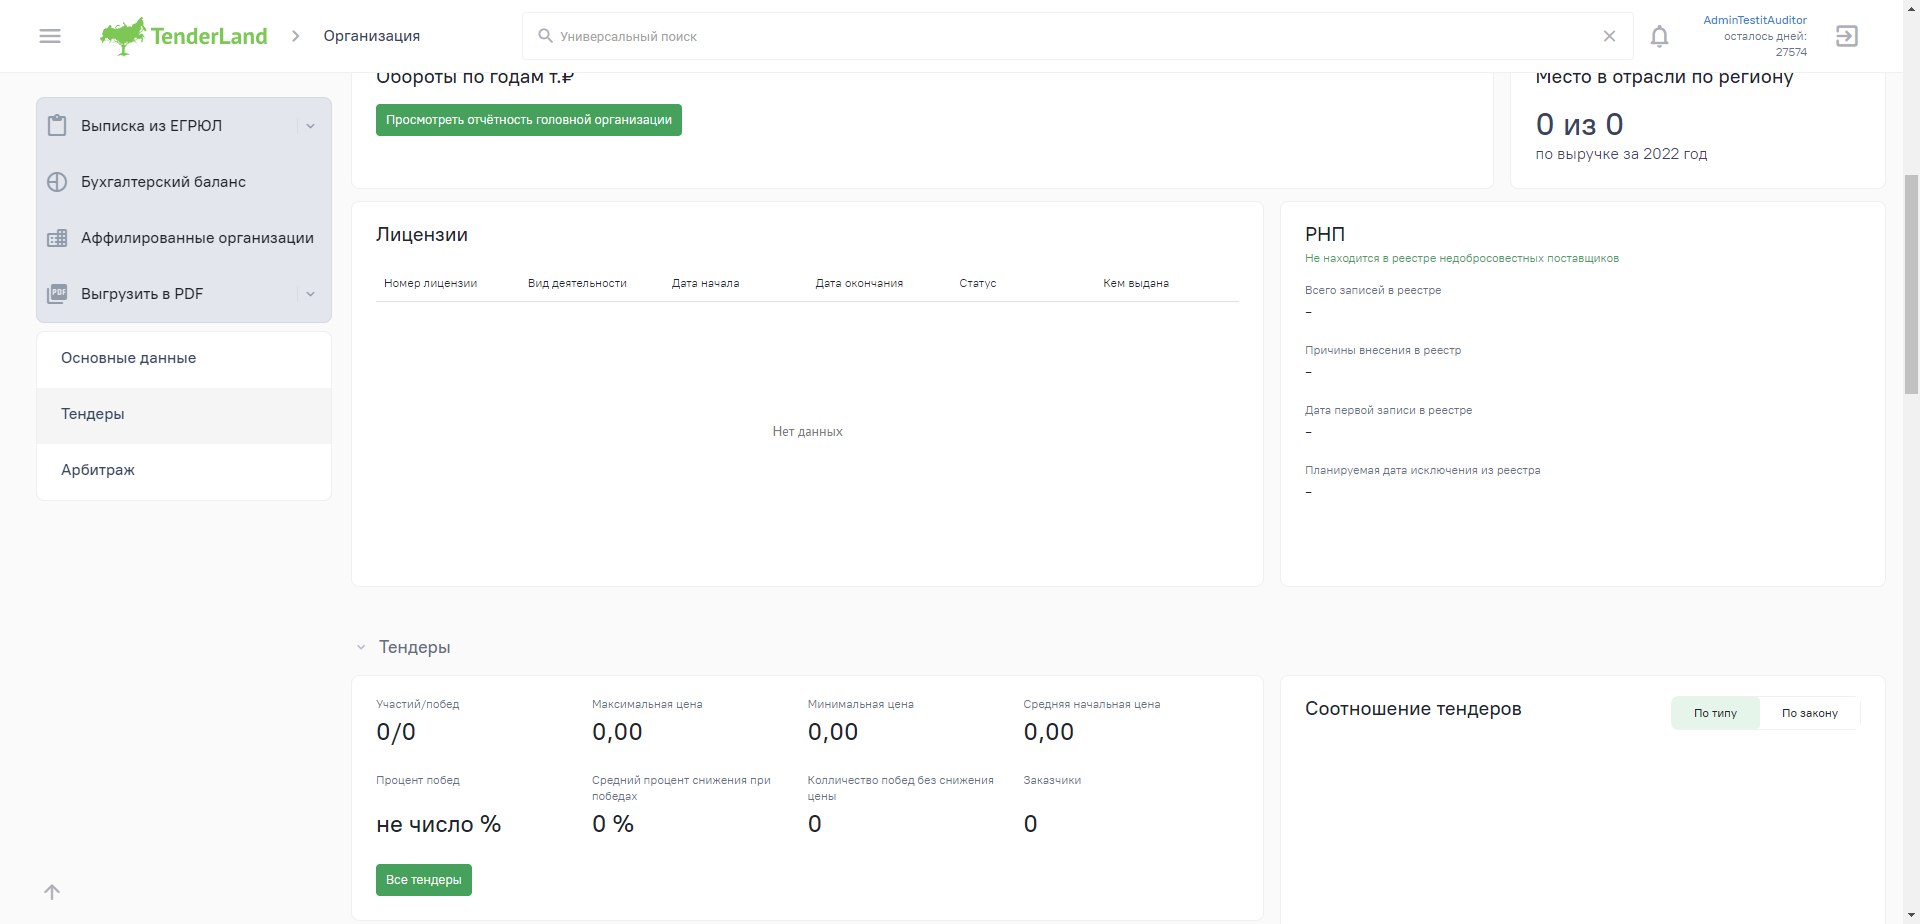 TenderLand
Организация
Универсальный поиск
AdminTestitAuditor
осталось дней:
27574
Выписка из ЕГРЮЛ
Бухгалтерский баланс
Аффилированные организации
PDF
Выгрузить в PDF
Основные данные
Тендеры
Арбитраж
Обороты по годам т.₽
Просмотреть отчётность головной организации
Место в отрасли по региону
0 из 0
по выручке за 2022 год
Лицензии
Номер лицензии Вид деятельности Дата начала Дата окончания Статус Кем выдана
Нет данных
РНП
Не находится в реестре недобросовестных поставщиков
Всего записей в реестре
–
Причины внесения в реестр
–
Дата первой записи в реестре
–
Планируемая дата исключения из реестра
–
Тендеры
Участий/побед Максимальная цена Минимальная цена Средняя начальная цена
0/0 0,00 0,00 0,00
Процент побед Средний процент снижения при Колличество побед без снижения Заказчики
победах цены
не число % 0 % 0 0
Все тендеры
Соотношение тендеров
По типу По закону